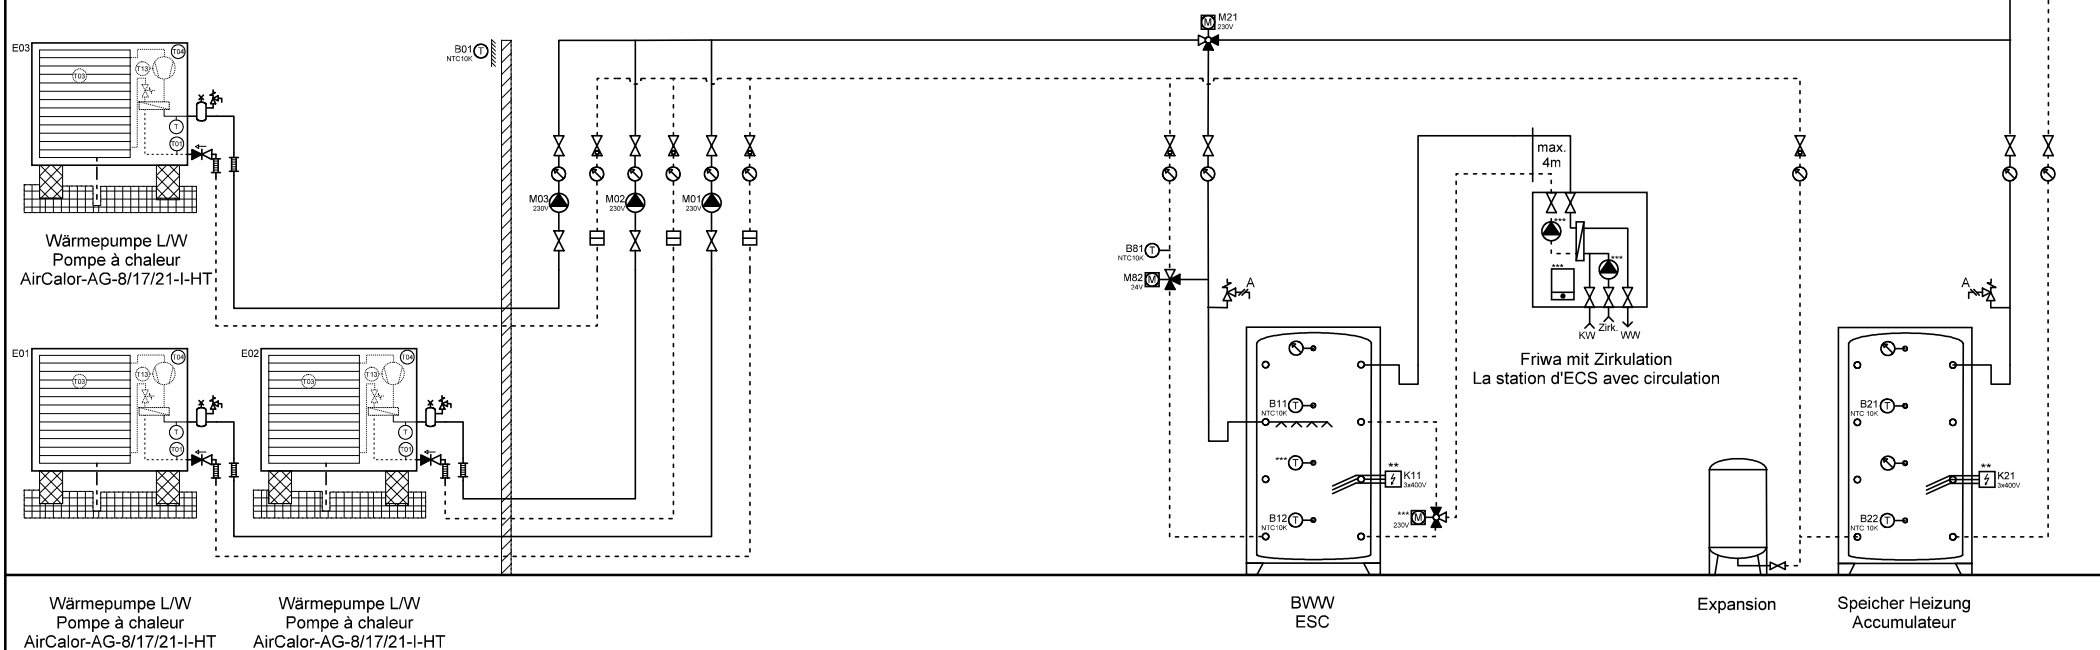 M21
230V
E03
T04
T03
T13
T
T01
B01
T
NTC10K
Wärmepumpe L/W
Pompe à chaleur
AirCalor-AG-8/17/21-I-HT
M03
230V
M02
230V
M01
230V
max.
4m
***
***
***
KW
Zirk.
WW
Friwa mit Zirkulation
La station d'ECS avec circulation
B81
T
NTC10K
M82
M
24V
A
A
E01
T04
T03
T13
T
T01
E02
T04
T03
T13
T
T01
B11
T
NTC10K
***
T
**
K11
3x400V
B12
T
NTC10K
***
M
230V
B21
T
NTC 10K
**
K21
3x400V
B22
T
NTC 10K
Wärmepumpe L/W
Pompe à chaleur
AirCalor-AG-8/17/21-I-HT
Wärmepumpe L/W
Pompe à chaleur
AirCalor-AG-8/17/21-I-HT
BWW
ESC
Expansion
Speicher Heizung
Accumulateur